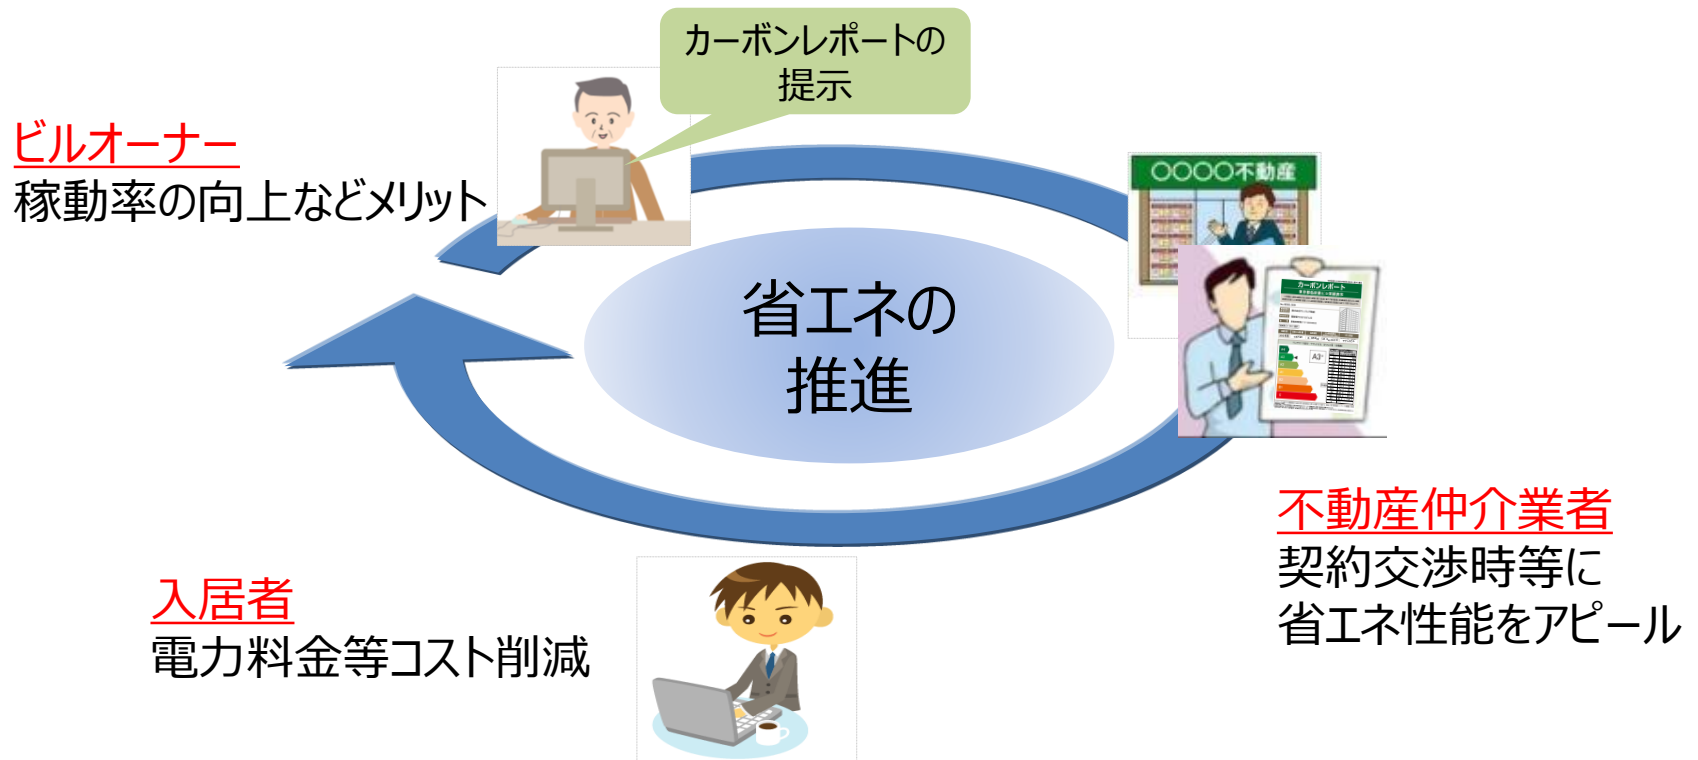 カーボンレポートの
提示
ビルオーナー
稼動率の向上などメリット
〇〇〇〇不動産
カーボンレポート
A3
省エネの
推進
不動産仲介業者
契約交渉時等に
省エネ性能をアピール
入居者
電力料金等コスト削減